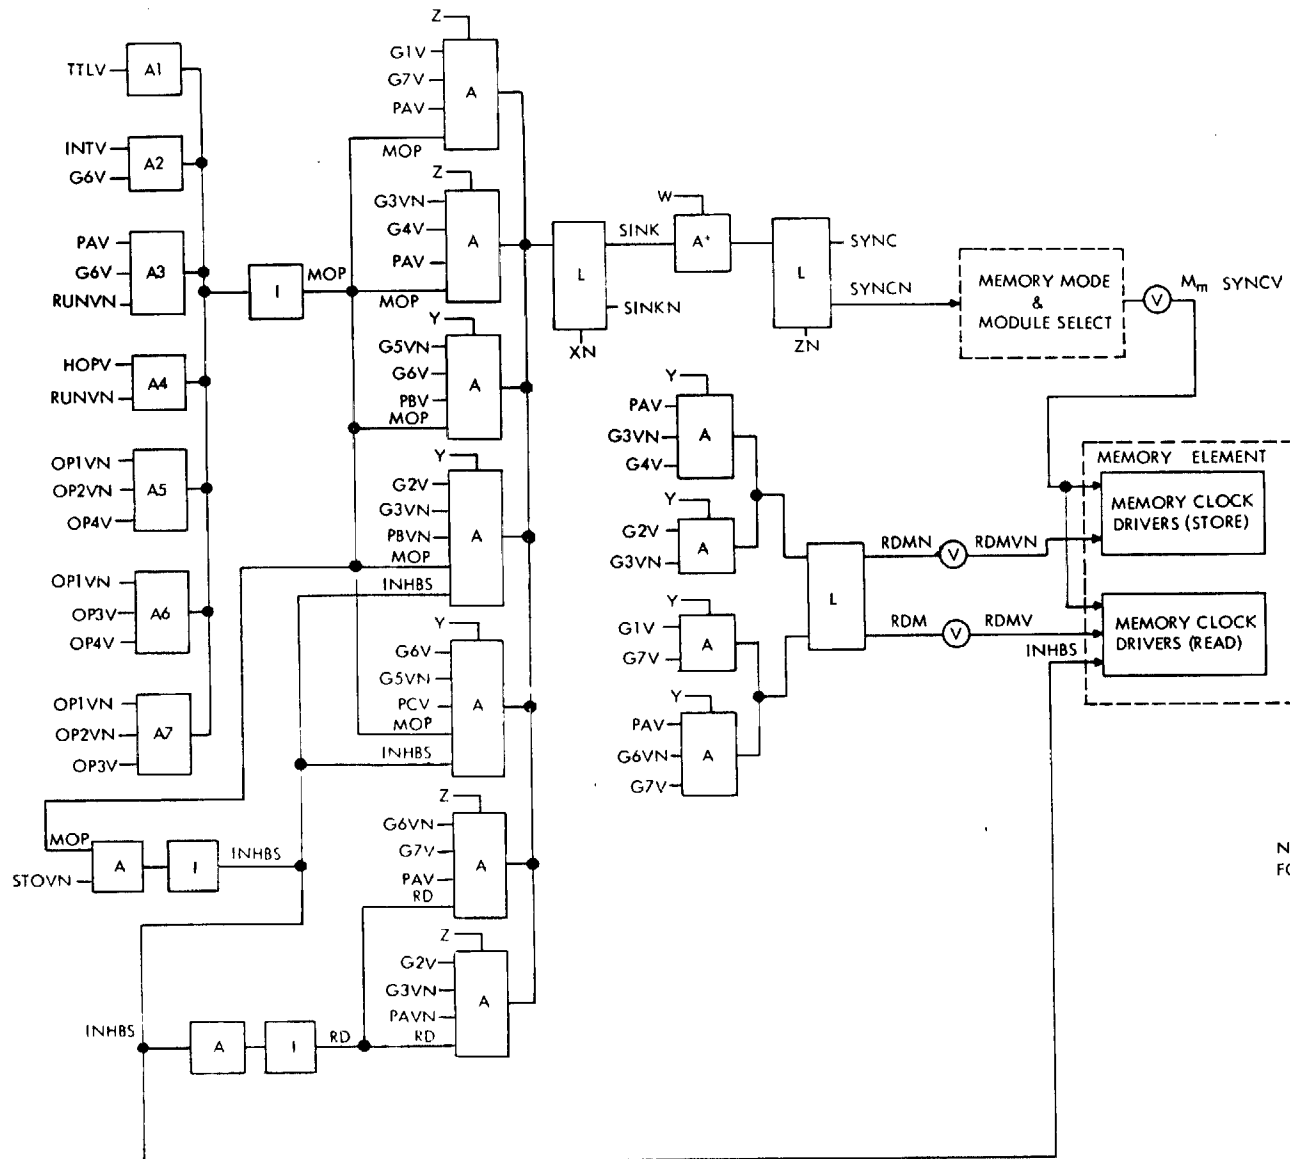 TTLV
A1
INTV
G6V
A2
PAV
G6V
RUNVN
A3
HOPV
RUNVN
A4
OP1VN
OP2VN
OP4V
A5
OP1VN
OP3V
OP4V
A6
OP1VN
OP2VN
OP3V
A7
I
MOP
Z
G1V
G7V
PAV
MOP
A
Z
G3VN
G4V
PAV
MOP
A
Y
G5VN
G6V
PBV
MOP
A
Y
G2V
G3VN
PBVN
MOP
INHBS
A
Y
G6V
G5VN
PCV
MOP
INHBS
A
Z
G6VN
G7V
PAV
RD
A
Z
G2V
G3VN
PAVN
RD
A
MOP
STOVN
A
I
INHBS
INHBS
A
I
RD
L
XN
SINK
SINKN
W
A+
L
ZN
SYNC
SYNCN
MEMORY MODE
&
MODULE SELECT
V
Mm SYNCV
Y
PAV
G3VN
G4V
A
Y
G2V
G3VN
A
Y
G1V
G7V
A
Y
PAV
G6VN
G7V
A
L
RDMN
V
RDMVN
RDM
V
RDMV
INHBS
MEMORY ELEMENT
MEMORY CLOCK
DRIVERS (STORE)
MEMORY CLOCK
DRIVERS (READ)
N
FO